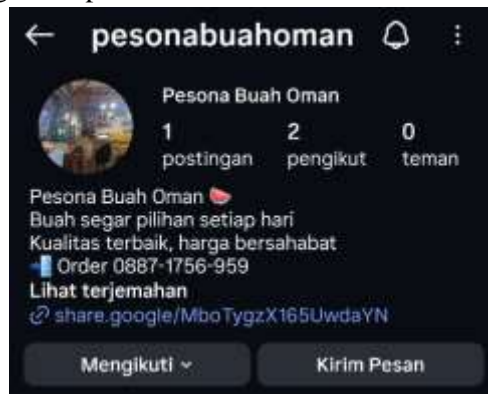 pesonabuahoman
Pesona Buah Oman
1 2 0
postingan pengikut teman
Pesona Buah Oman 🍉
Buah segar pilihan setiap hari
Kualitas terbaik, harga bersahabat
📲 Order 0887-1756-959
Lihat terjemahan
share.google/MboTygzX165UwdaYN
Mengikuti
Kirim Pesan